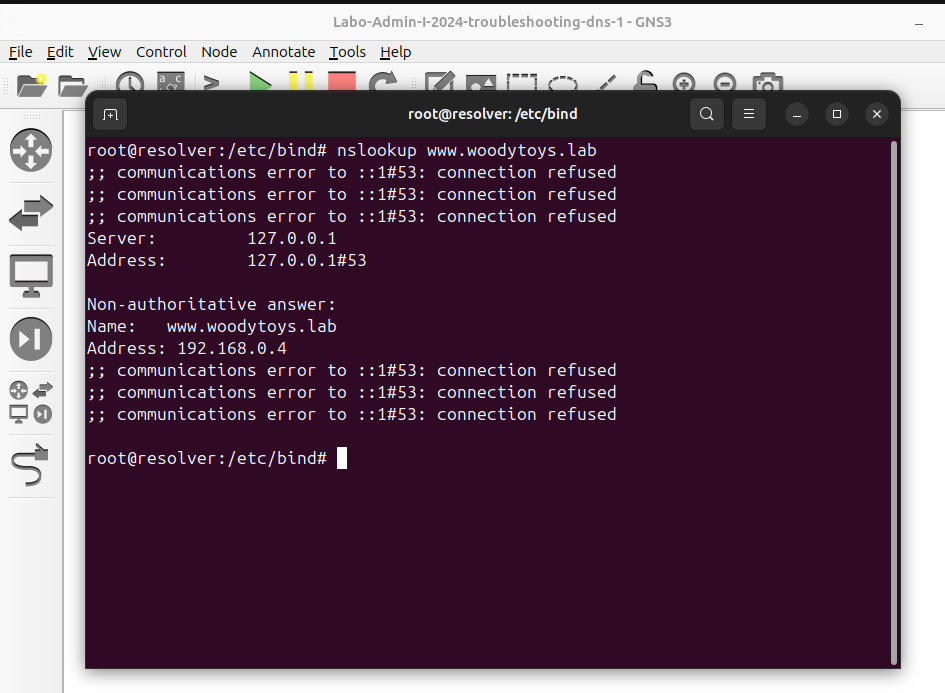 Labo-Admin-I-2024-troubleshooting-dns-1 - GNS3
File Edit View Control Node Annotate Tools Help
root@resolver: /etc/bind
root@resolver:/etc/bind# nslookup www.woodytoys.lab
;; communications error to ::1#53: connection refused
;; communications error to ::1#53: connection refused
;; communications error to ::1#53: connection refused
Server:         127.0.0.1
Address:        127.0.0.1#53
Non-authoritative answer:
Name:   www.woodytoys.lab
Address: 192.168.0.4
;; communications error to ::1#53: connection refused
;; communications error to ::1#53: connection refused
;; communications error to ::1#53: connection refused
root@resolver:/etc/bind#